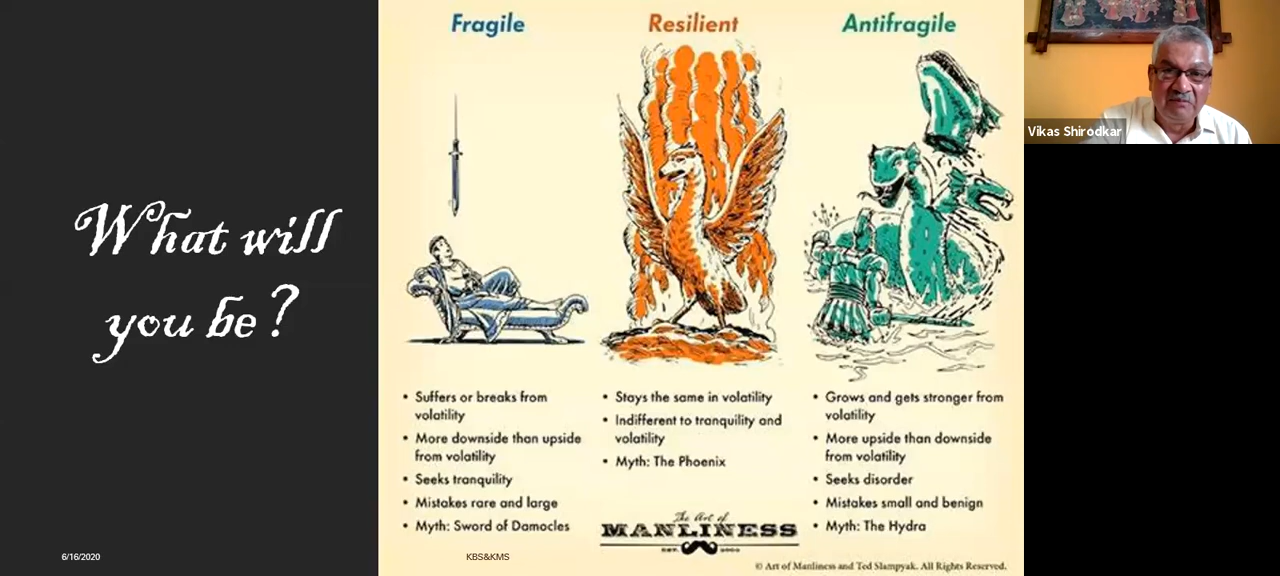 What will
you be?
6/16/2020
Fragile
Suffers or breaks from
volatility
More downside than upside
from volatility
Seeks tranquility
Mistakes rare and large
Myth: Sword of Damocles
KBS&KMS
Resilient
Stays the same in volatility
Indifferent to tranquility and
volatility
Myth: The Phoenix
The Art of
MANLINESS
Antifragile
Grows and gets stronger from
volatility
More upside than downside
from volatility
Seeks disorder
Mistakes small and benign
Myth: The Hydra
© Art of Manliness and Ted Slampyak. All Rights Reserved.
Vikas Shirodkar